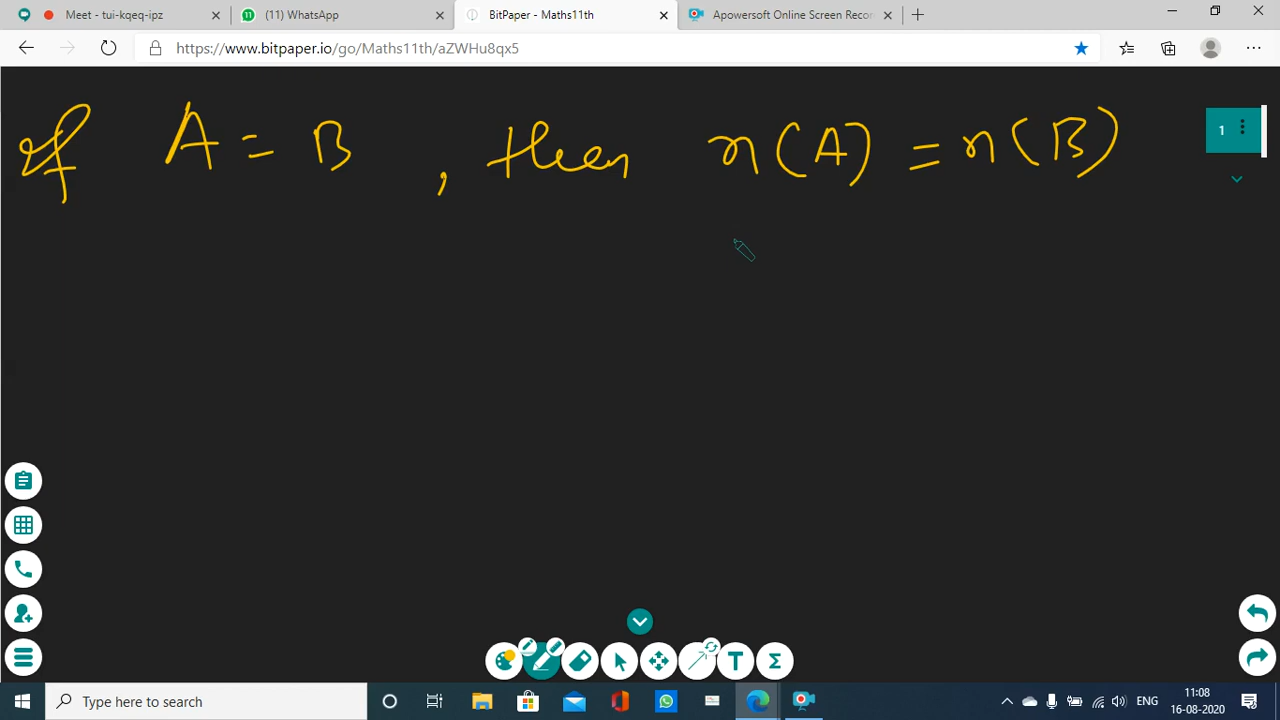 Meet - tui-kqeq-ipz
(11) WhatsApp
BitPaper - Maths11th
Apowersoft Online Screen Recor
https://www.bitpaper.io/go/Maths11th/aZWHu8qx5
If A = B , then n(A) = n(B)
1
T
Σ
Type here to search
ENG
11:08
16-08-2020